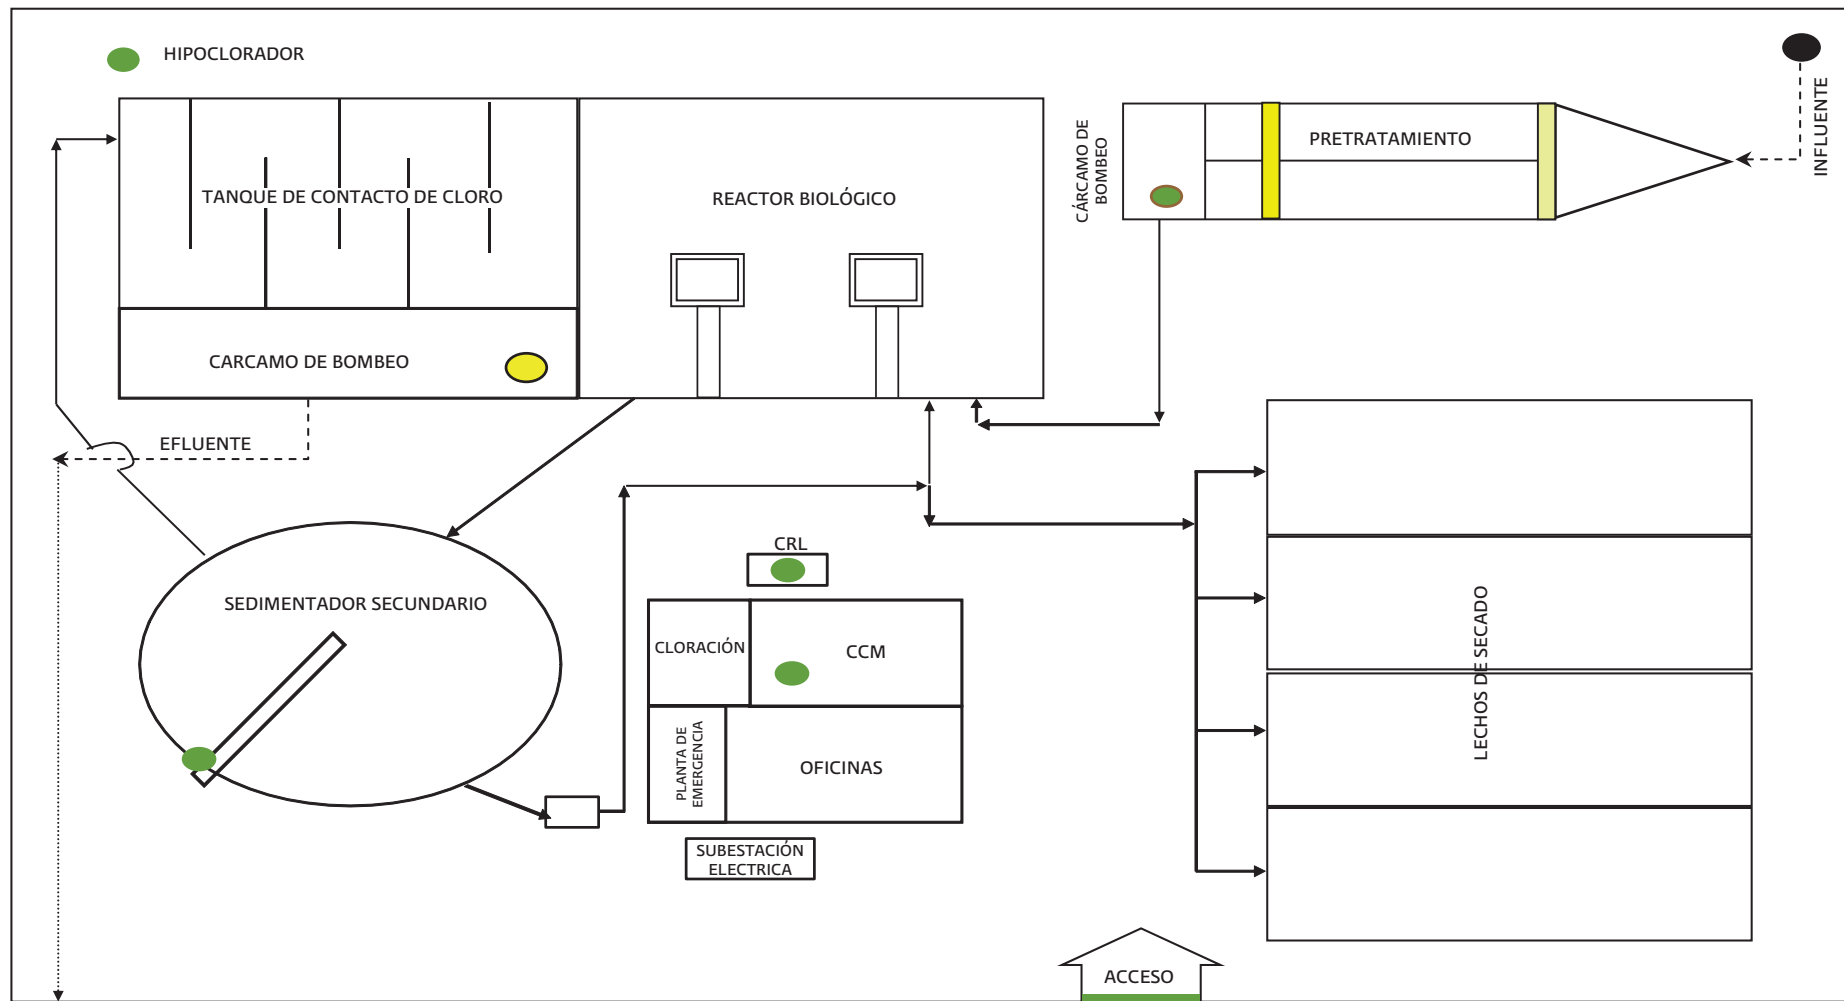 HIPOCLORADOR
INFLUENTE
CÁRCAMO DE
BOMBEO
PRETRATAMIENTO
TANQUE DE CONTACTO DE CLORO
REACTOR BIOLÓGICO
CARCAMO DE BOMBEO
EFLUENTE
CRL
SEDIMENTADOR SECUNDARIO
CLORACIÓN
CCM
LECHOS DE SECADO
PLANTA DE
EMERGENCIA
OFICINAS
SUBESTACIÓN
ELECTRICA
ACCESO